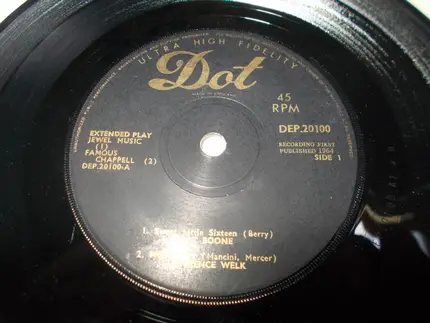 ULTRA HIGH FIDELITY
Dot
MADE IN ENGLAND
45
RPM
DEP.20100
EXTENDED PLAY
JEWEL MUSIC
(1)
FAMOUS
CHAPPELL (2)
DEP.20100-A
RECORDING FIRST
PUBLISHED 1964
SIDE 1
1. Sixteen (Berry)
BOONE
2. (Mancini, Mercer)
WELK